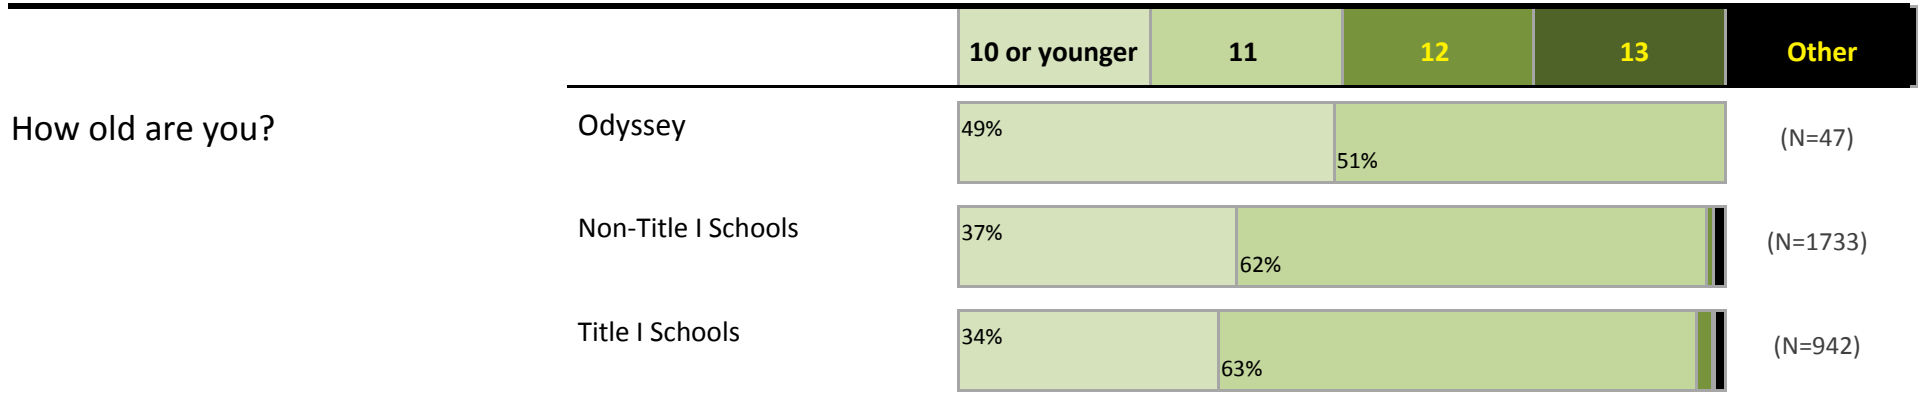 10 or younger 11 12 13 Other
How old are you?
Odyssey
49%
51%
(N=47)
Non-Title I Schools
37%
62%
(N=1733)
Title I Schools
34%
63%
(N=942)